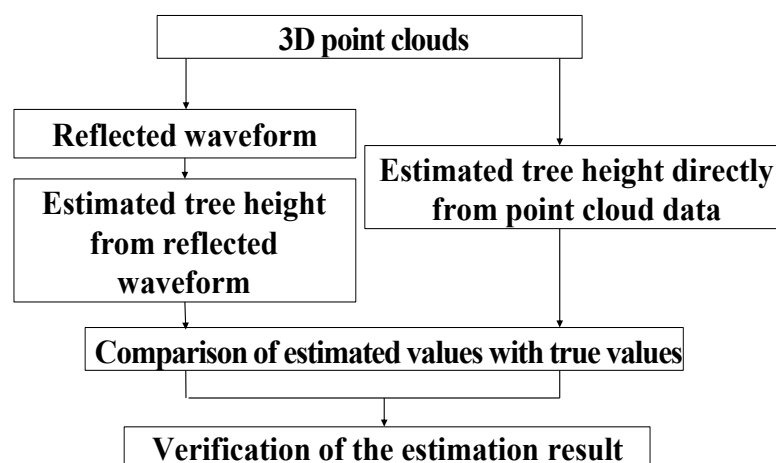 3D point clouds
Reflected waveform
Estimated tree height
from reflected
waveform
Estimated tree height directly
from point cloud data
Comparison of estimated values with true values
Verification of the estimation result